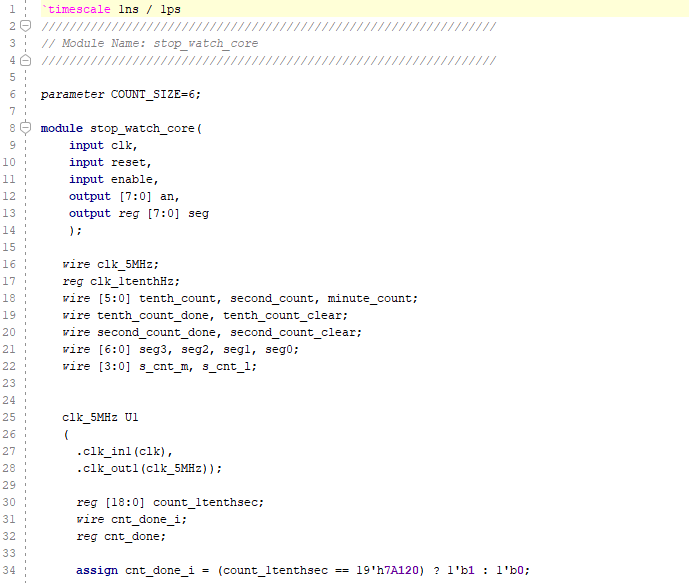 1 `timescale 1ns / 1ps
2 /////////////////////////////////////////////////////////////////
3 // Module Name: stop_watch_core
4 /////////////////////////////////////////////////////////////////
5
6 parameter COUNT_SIZE=6;
7
8 module stop_watch_core(
9 input clk,
10 input reset,
11 input enable,
12 output [7:0] an,
13 output reg [7:0] seg
14 );
15
16 wire clk_5MHz;
17 reg clk_1tenthHz;
18 wire [5:0] tenth_count, second_count, minute_count;
19 wire tenth_count_done, tenth_count_clear;
20 wire second_count_done, second_count_clear;
21 wire [6:0] seg3, seg2, seg1, seg0;
22 wire [3:0] s_cnt_m, s_cnt_l;
23
24
25 clk_5MHz U1
26 (
27 .clk_in1(clk),
28 .clk_out1(clk_5MHz));
29
30 reg [18:0] count_1tenthsec;
31 wire cnt_done_i;
32 reg cnt_done;
33
34 assign cnt_done_i = (count_1tenthsec == 19'h7A120) ? 1'b1 : 1'b0;